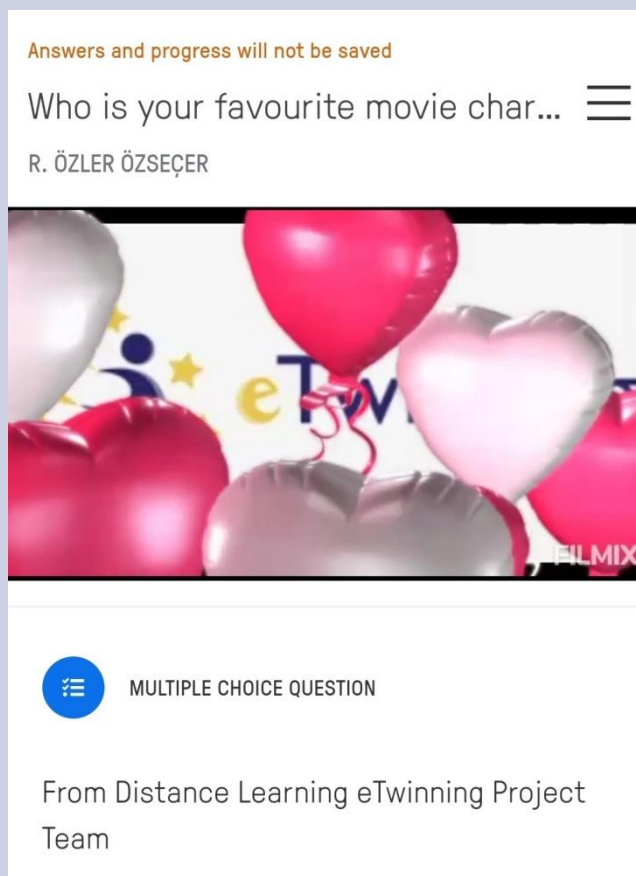 Answers and progress will not be saved
Who is your favourite movie char...
R. ÖZLER ÖZSEÇER
FILMIX
MULTIPLE CHOICE QUESTION
From Distance Learning eTwinning Project
Team